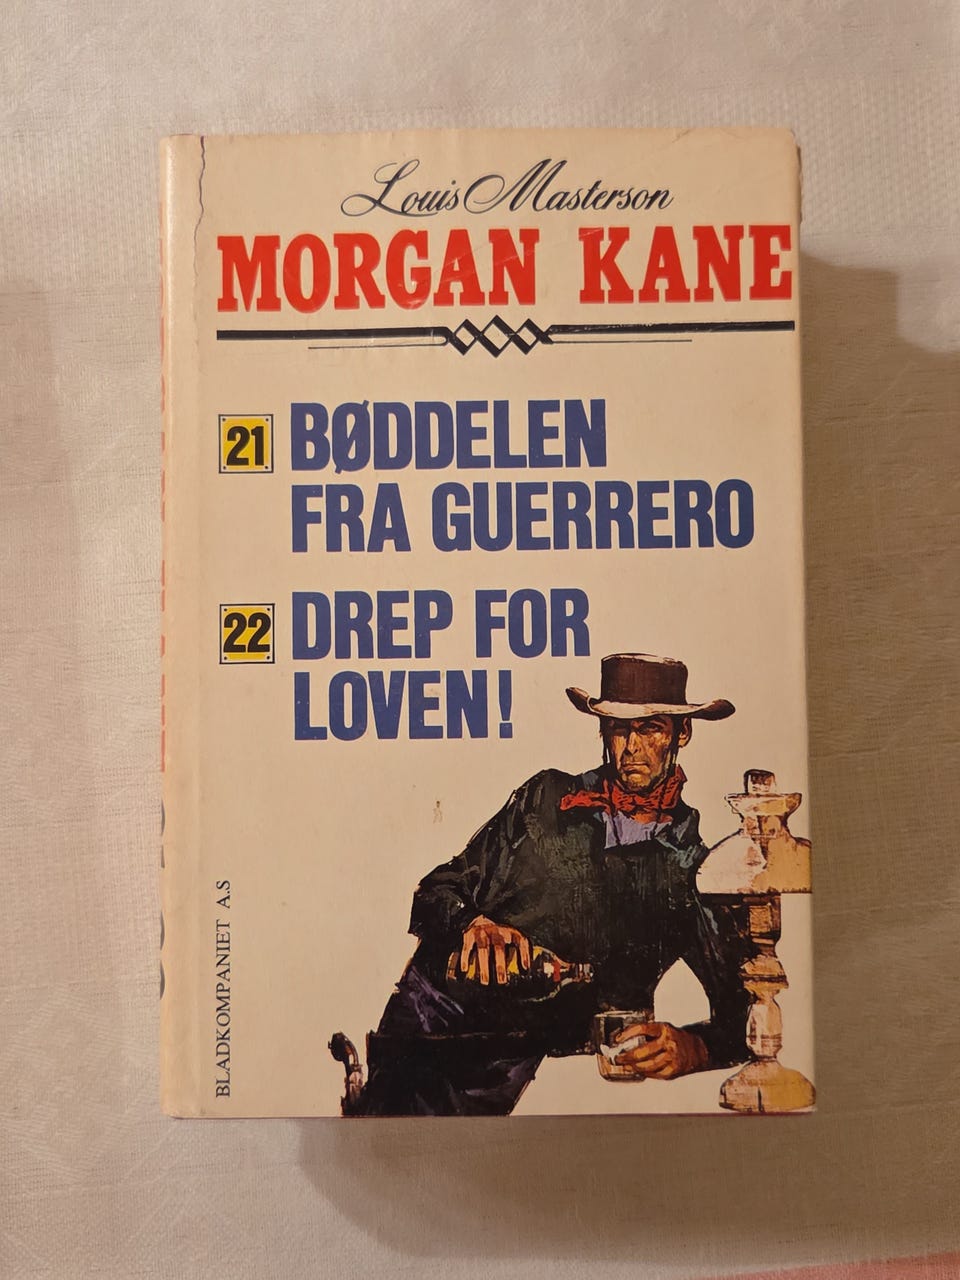 Louis Masterson
MORGAN KANE
21 BØDDELEN
FRA GUERRERO
22 DREP FOR
LOVEN!
BLADKOMPANIET A.S